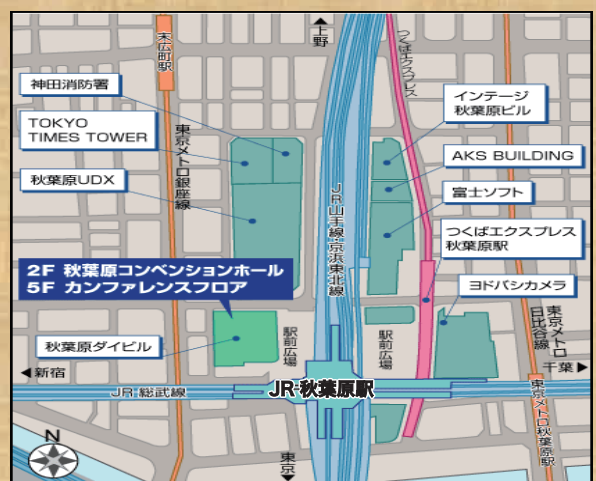 上野
末広町駅
つくばエクスプレス
神田消防署
インテージ
秋葉原ビル
TOKYO
TIMES TOWER
東京メトロ銀座線
AKS BUILDING
秋葉原UDX
JR山手線・京浜東北線
富士ソフト
つくばエクスプレス
秋葉原駅
2F 秋葉原コンベンションホール
5F カンファレンスフロア
ヨドバシカメラ
秋葉原ダイビル
駅前広場
駅前広場
東京メトロ
日比谷線
新宿
千葉
JR 総武線
JR 秋葉原駅
東京メトロ秋葉原駅
N
東京